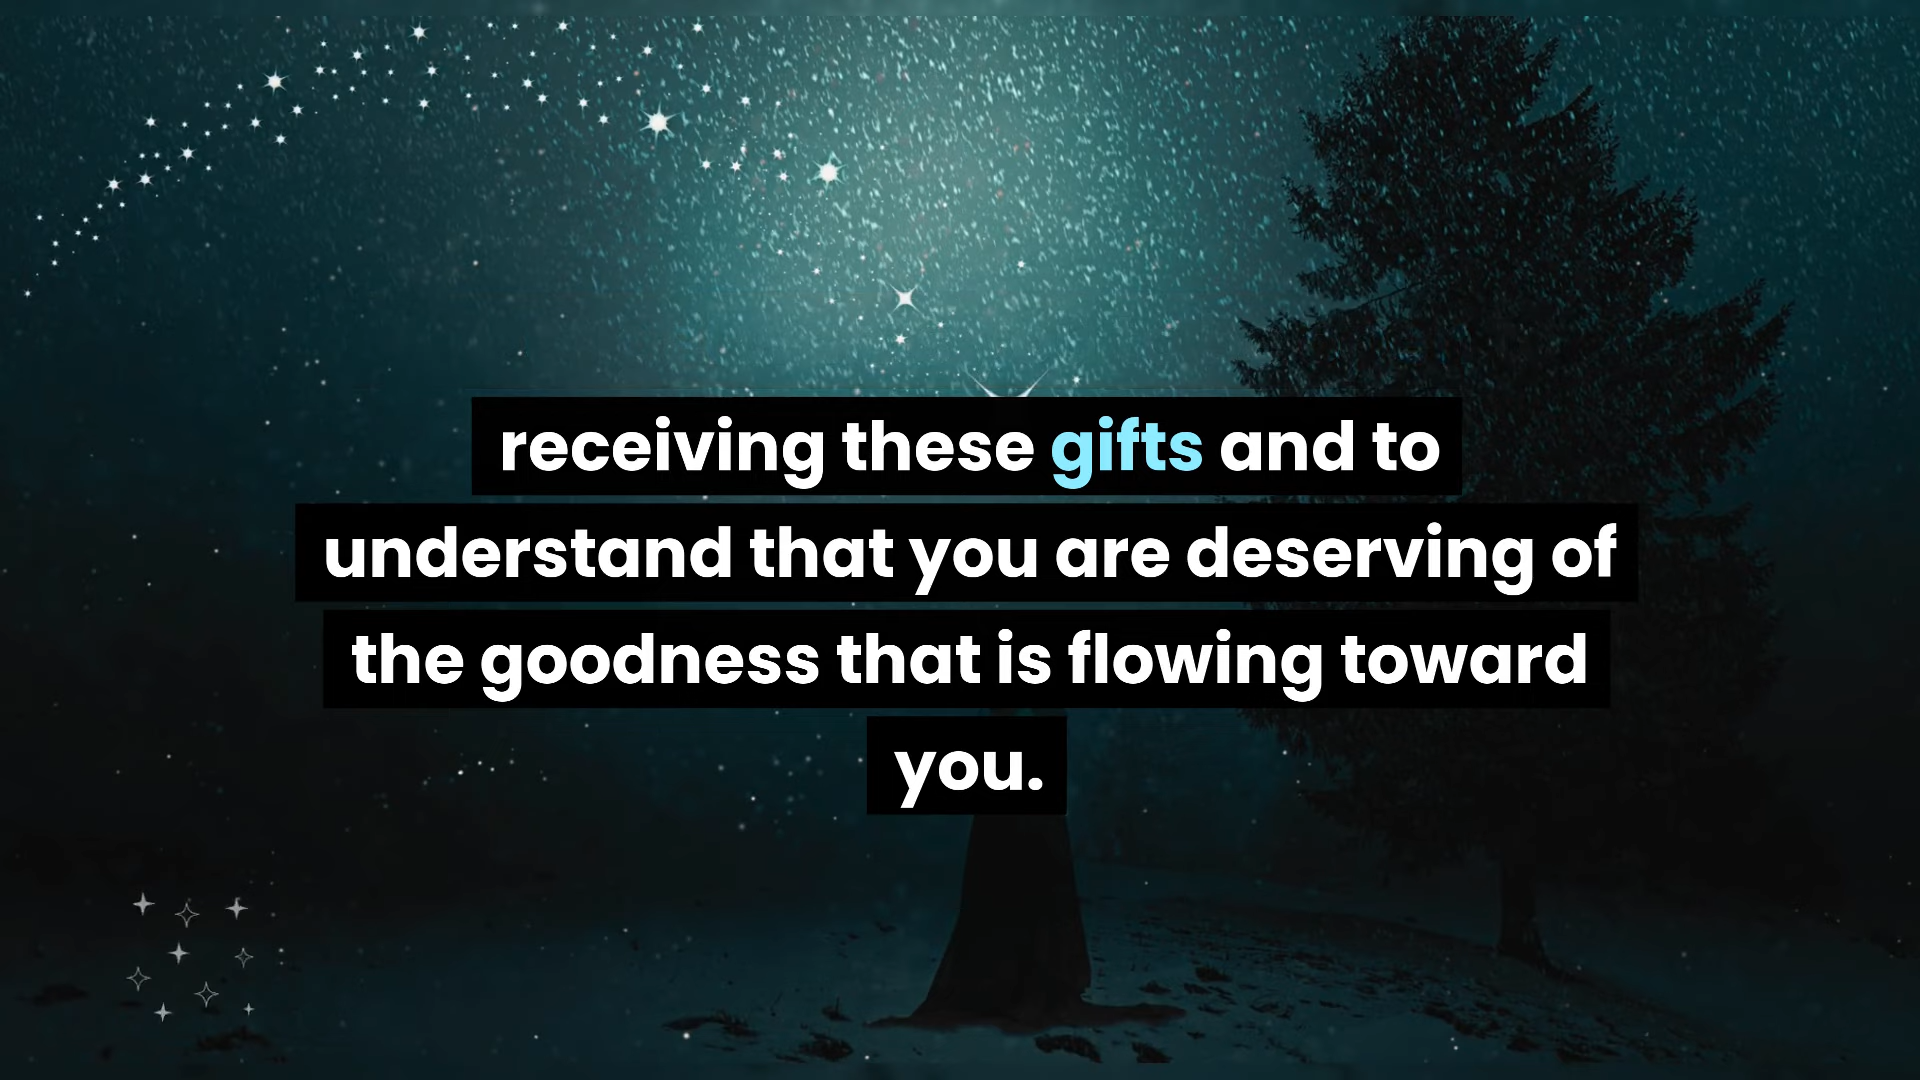 receiving these gifts and to
understand that you are deserving of
the goodness that is flowing toward
you.